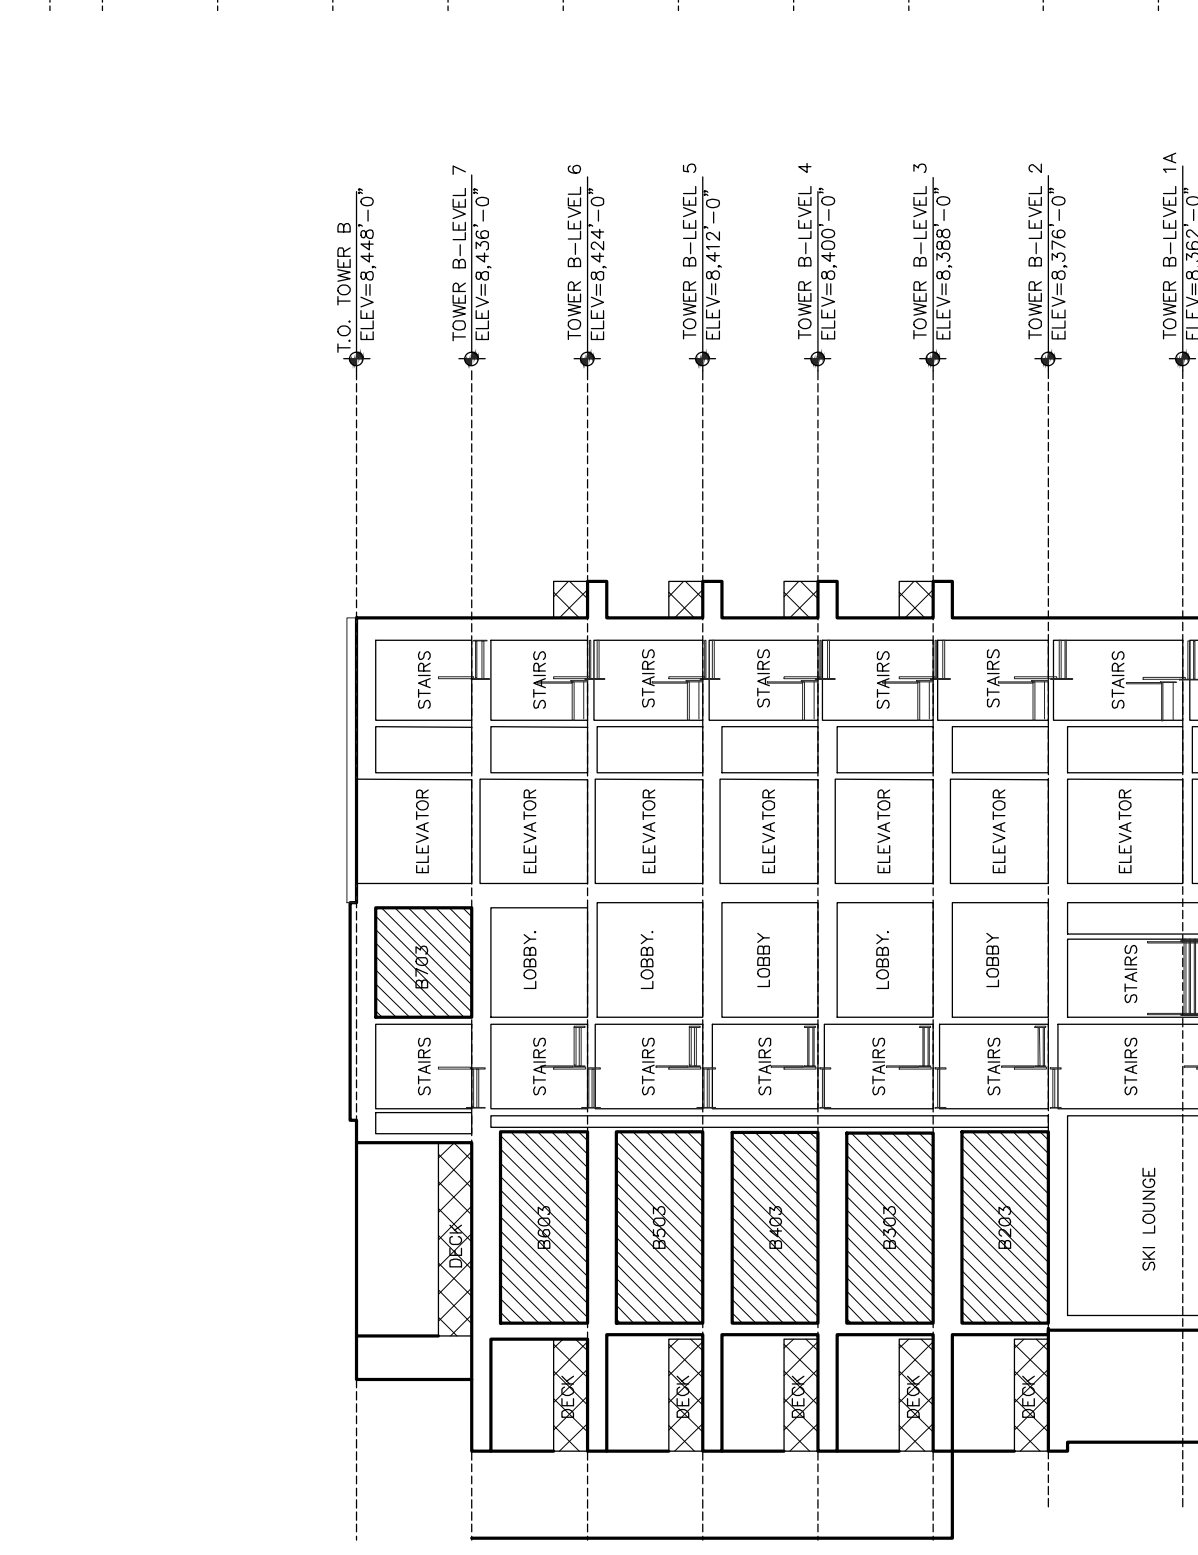 T.O. TOWER B
ELEV=8,448'-0"
TOWER B-LEVEL 7
ELEV=8,436'-0"
TOWER B-LEVEL 6
ELEV=8,424'-0"
TOWER B-LEVEL 5
ELEV=8,412'-0"
TOWER B-LEVEL 4
ELEV=8,400'-0"
TOWER B-LEVEL 3
ELEV=8,388'-0"
TOWER B-LEVEL 2
ELEV=8,376'-0"
TOWER B-LEVEL 1A
ELEV=8,362'-0"
STAIRS
STAIRS
STAIRS
STAIRS
STAIRS
STAIRS
STAIRS
ELEVATOR
ELEVATOR
ELEVATOR
ELEVATOR
ELEVATOR
ELEVATOR
ELEVATOR
B703
LOBBY.
LOBBY.
LOBBY
LOBBY.
LOBBY
STAIRS
STAIRS
STAIRS
STAIRS
STAIRS
STAIRS
STAIRS
STAIRS
DECK
B603
B503
B403
B303
B203
SKI LOUNGE
DECK
DECK
DECK
DECK
DECK